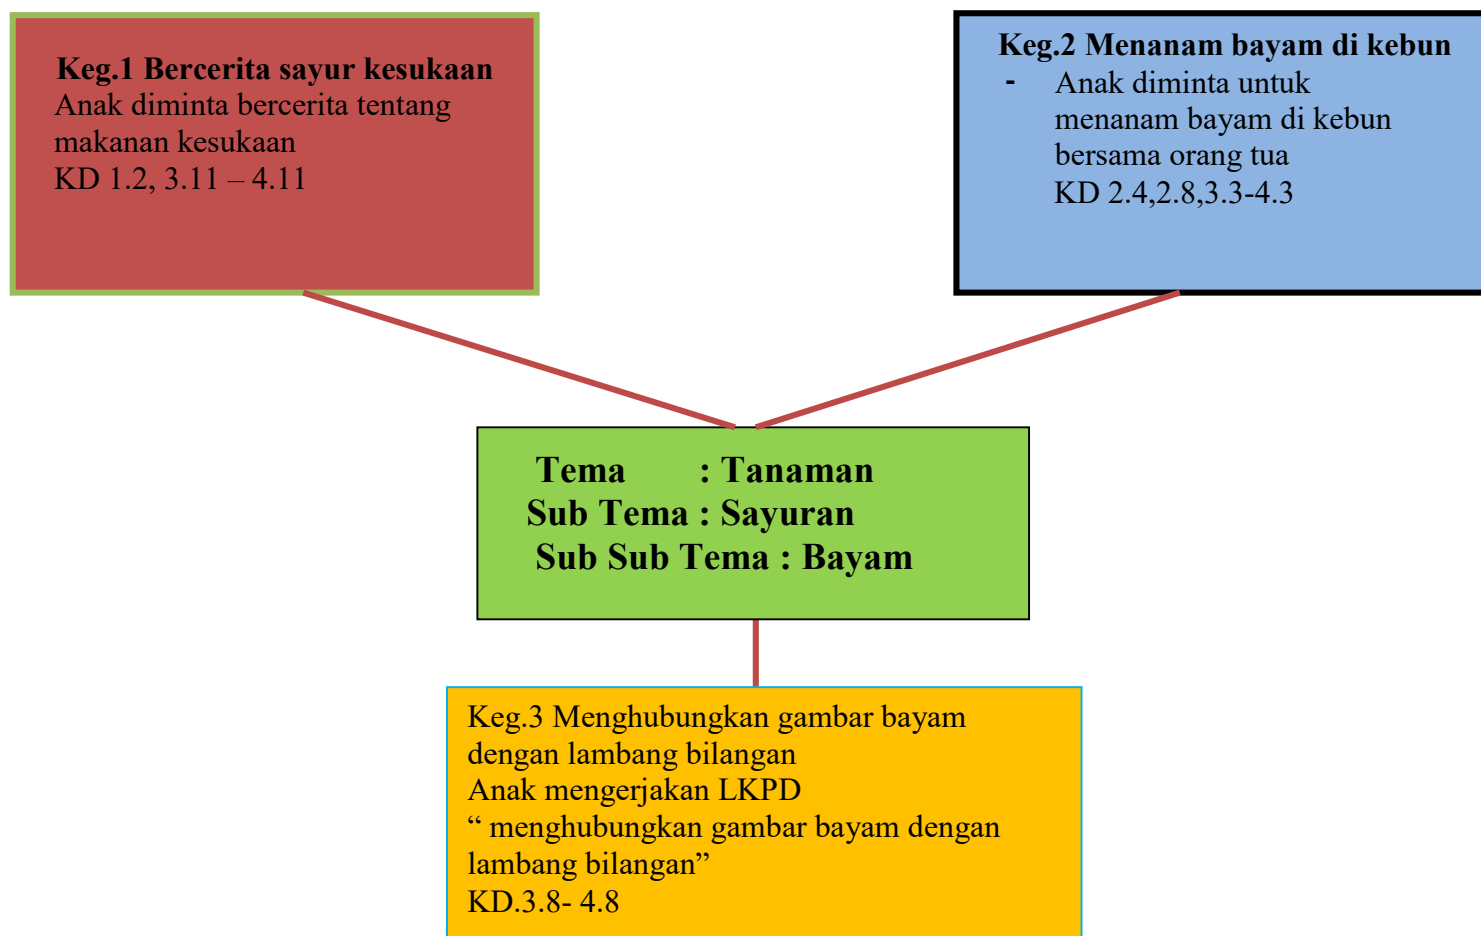 Keg.1 Bercerita sayur kesukaan
Anak diminta bercerita tentang
makanan kesukaan
KD 1.2, 3.11 – 4.11
Keg.2 Menanam bayam di kebun
- Anak diminta untuk
menanam bayam di kebun
bersama orang tua
KD 2.4,2.8,3.3-4.3
Tema : Tanaman
Sub Tema : Sayuran
Sub Sub Tema : Bayam
Keg.3 Menghubungkan gambar bayam
dengan lambang bilangan
Anak mengerjakan LKPD
“ menghubungkan gambar bayam dengan
lambang bilangan”
KD.3.8- 4.8